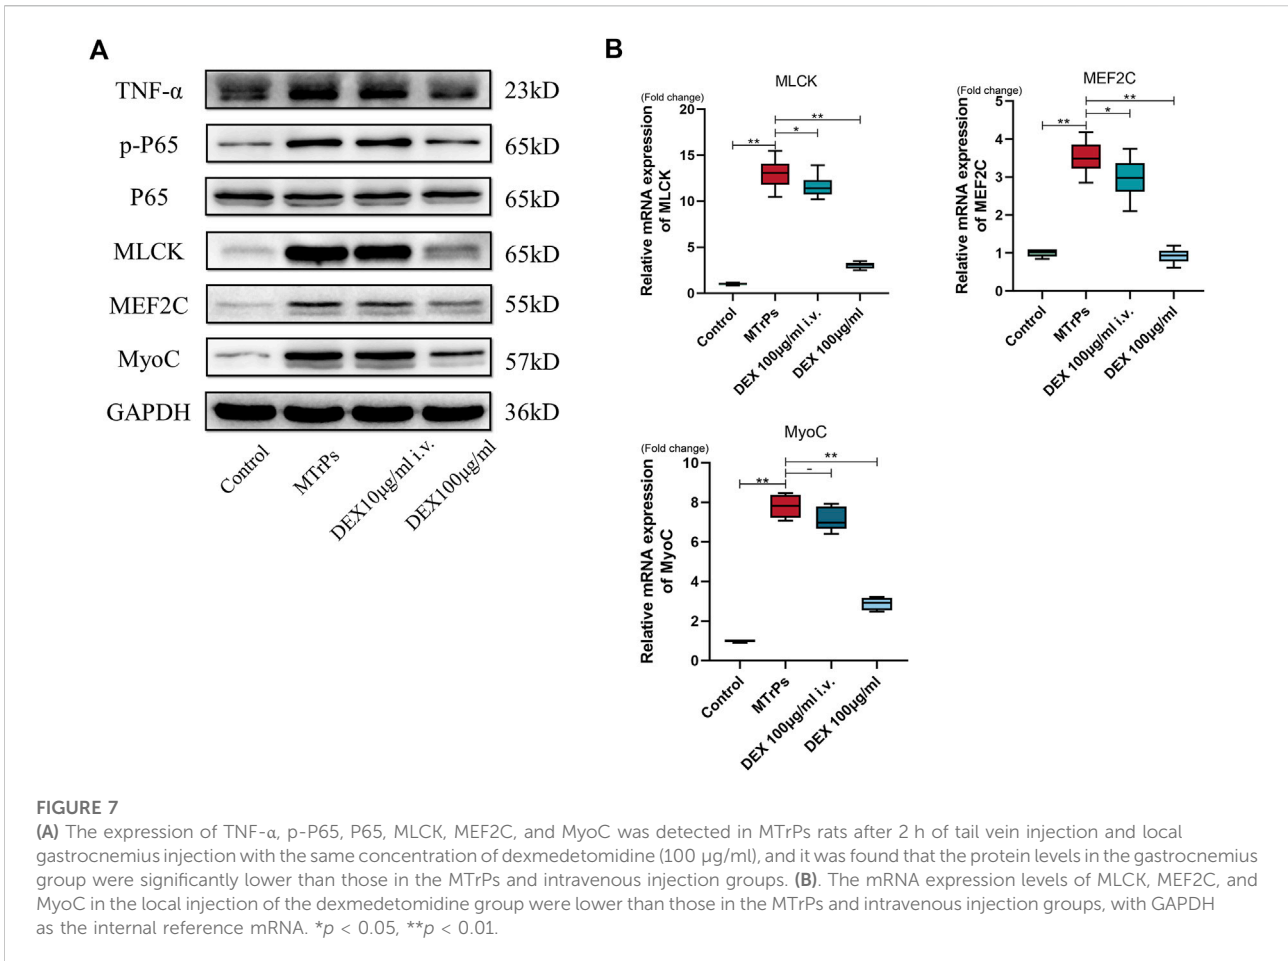 A
TNF-α 23kD
p-P65 65kD
P65 65kD
MLCK 65kD
MEF2C 55kD
MyoC 57kD
GAPDH 36kD
Control
MTrPs
DEX10μg/ml i.v.
DEX100μg/ml
B
MLCK
(Fold change)
Relative mRNA expression
of MLCK
20
15
10
5
0
**
*
**
Control
MTrPs
DEX 100μg/ml i.v.
DEX 100μg/ml
MEF2C
(Fold change)
Relative mRNA expression
of MEF2C
5
4
3
2
1
0
**
*
**
Control
MTrPs
DEX 100μg/ml i.v.
DEX 100μg/ml
MyoC
(Fold change)
Relative mRNA expression
of MyoC
10
8
6
4
2
0
**
–
**
Control
MTrPs
DEX 100μg/ml i.v.
DEX 100μg/ml
FIGURE 7
(A) The expression of TNF-α, p-P65, P65, MLCK, MEF2C, and MyoC was detected in MTrPs rats after 2 h of tail vein injection and local
gastrocnemius injection with the same concentration of dexmedetomidine (100 μg/ml), and it was found that the protein levels in the gastrocnemius
group were significantly lower than those in the MTrPs and intravenous injection groups. (B). The mRNA expression levels of MLCK, MEF2C, and
MyoC in the local injection of the dexmedetomidine group were lower than those in the MTrPs and intravenous injection groups, with GAPDH
as the internal reference mRNA. *p < 0.05, **p < 0.01.